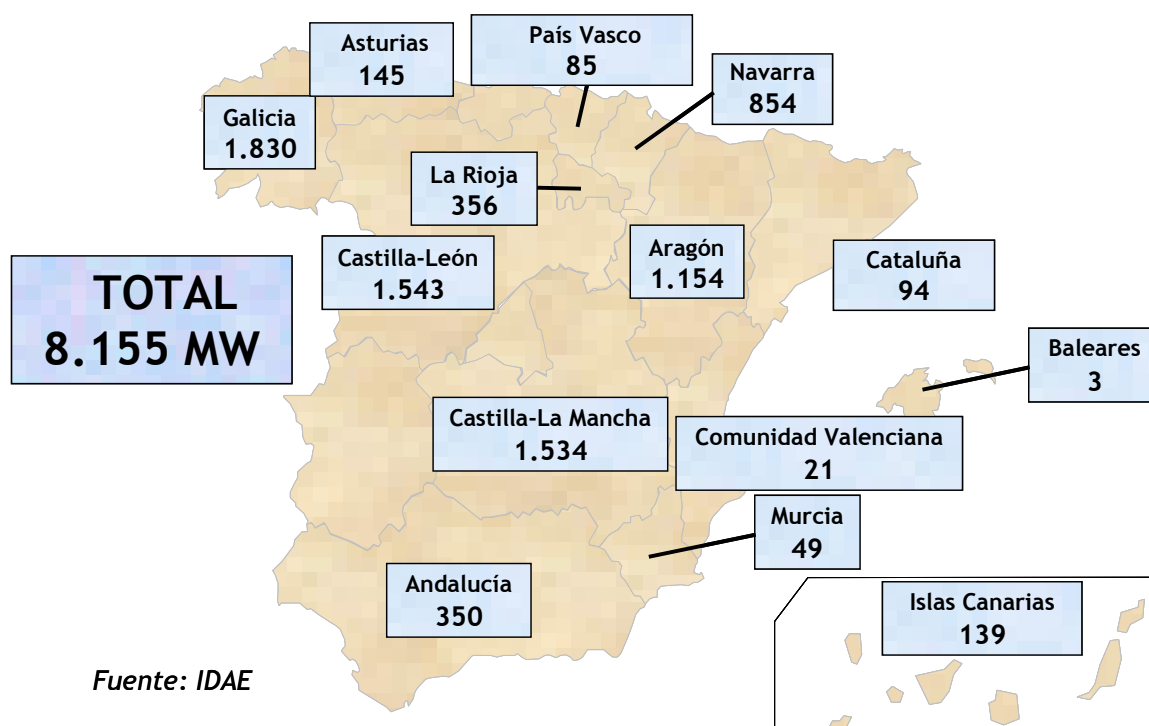 Asturias
145
País Vasco
85
Navarra
854
Galicia
1.830
La Rioja
356
Castilla-León
1.543
Aragón
1.154
Cataluña
94
TOTAL
8.155 MW
Baleares
3
Castilla-La Mancha
1.534
Comunidad Valenciana
21
Murcia
49
Andalucía
350
Islas Canarias
139
Fuente: IDAE